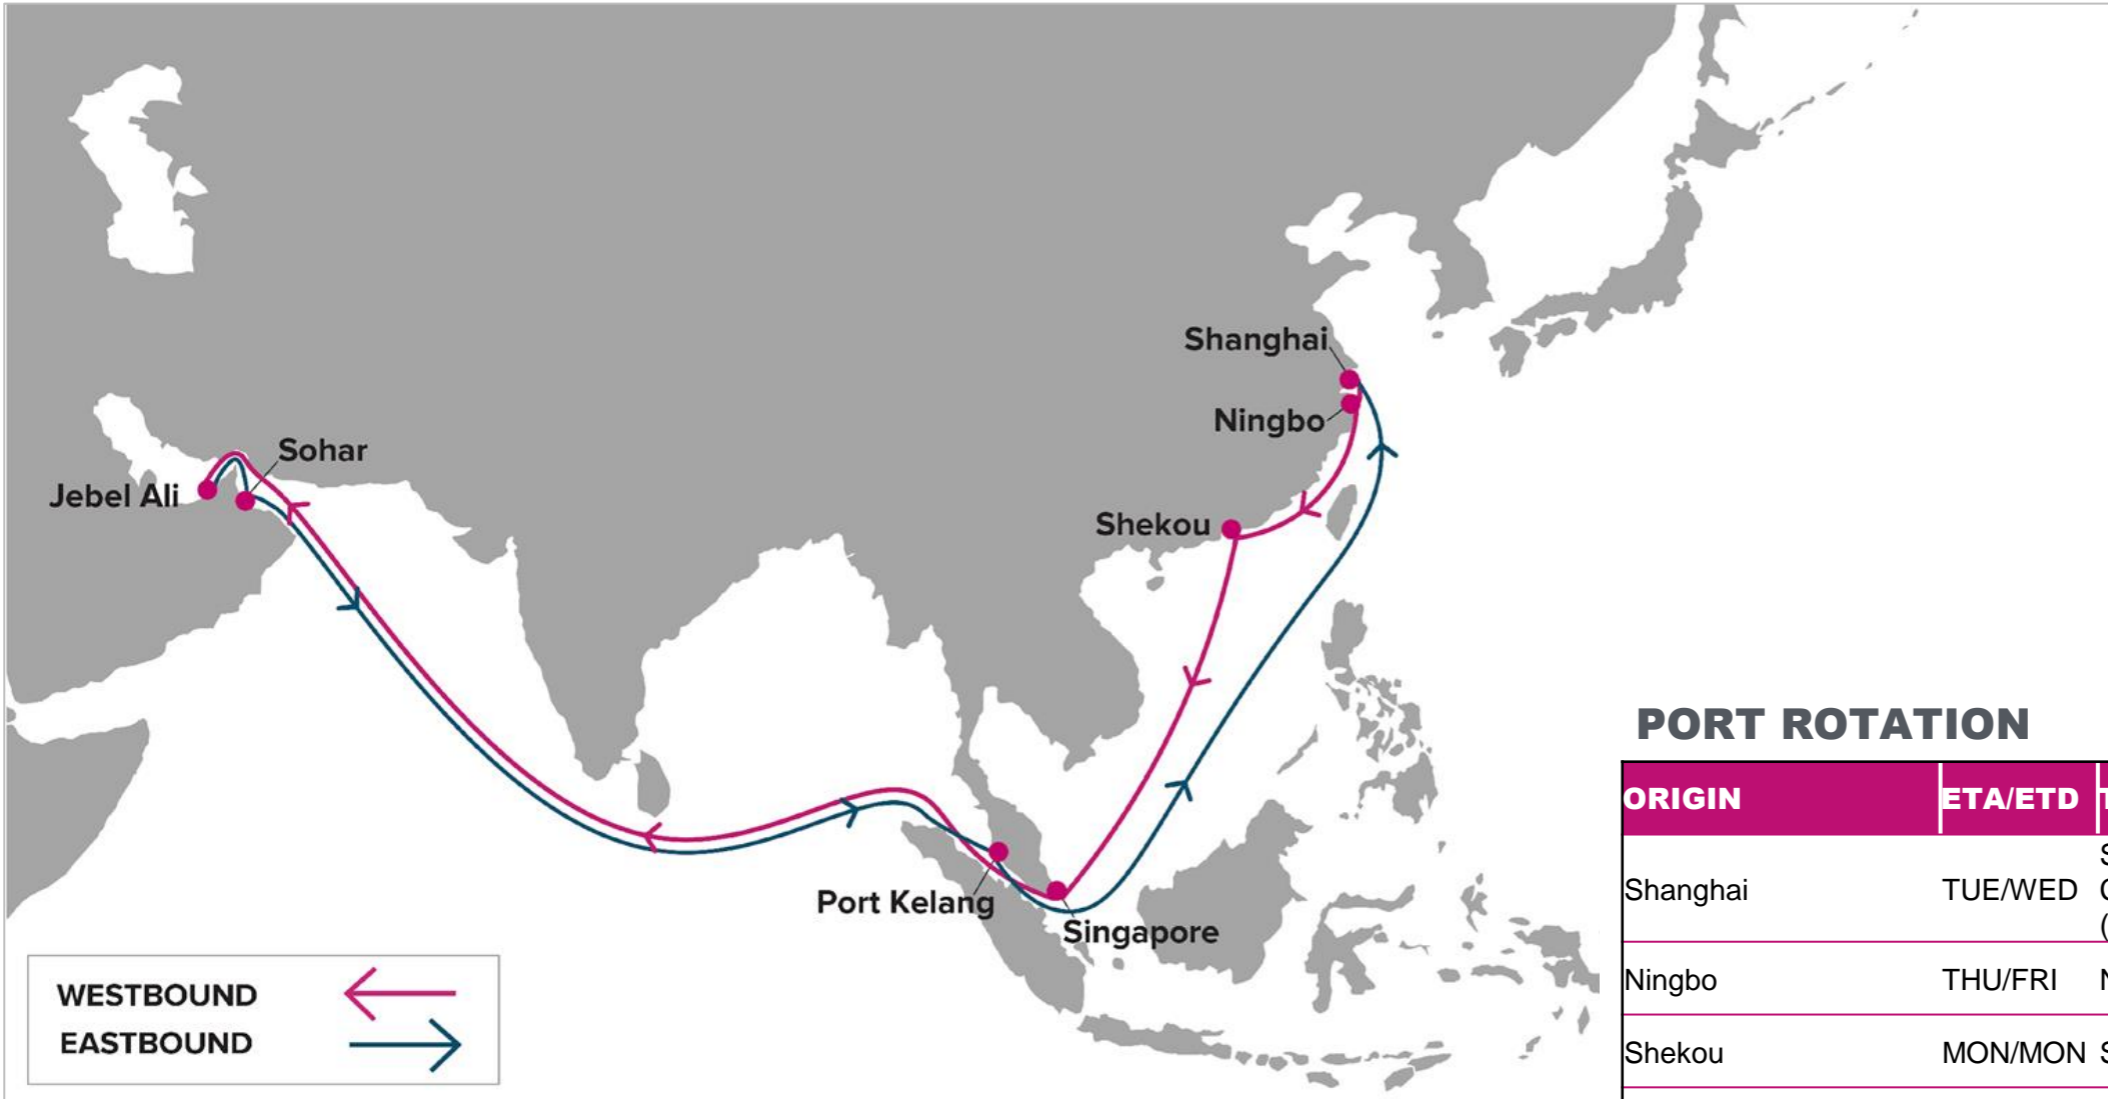 Shanghai
Ningbo
Sohar
Jebel Ali
Shekou
Port Kelang
Singapore
WESTBOUND
EASTBOUND
PORT ROTATION
ORIGIN ETA/ETD
Shanghai TUE/WED
Ningbo THU/FRI
Shekou MON/MON